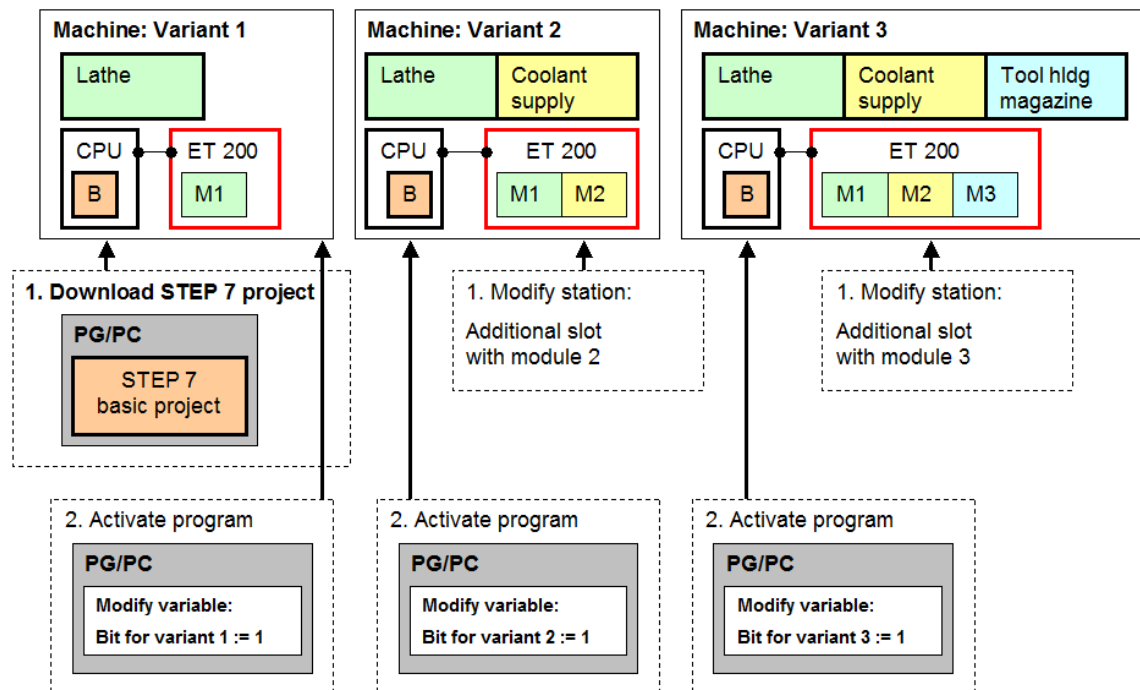 Machine: Variant 1
Lathe
CPU
ET 200
B
M1
Machine: Variant 2
Lathe
Coolant
supply
CPU
ET 200
B
M1
M2
Machine: Variant 3
Lathe
Coolant
supply
Tool hldg
magazine
CPU
ET 200
B
M1
M2
M3
1. Download STEP 7 project
PG/PC
STEP 7
basic project
1. Modify station:
Additional slot
with module 2
1. Modify station:
Additional slot
with module 3
2. Activate program
PG/PC
Modify variable:
Bit for variant 1 := 1
2. Activate program
PG/PC
Modify variable:
Bit for variant 2 := 1
2. Activate program
PG/PC
Modify variable:
Bit for variant 3 := 1